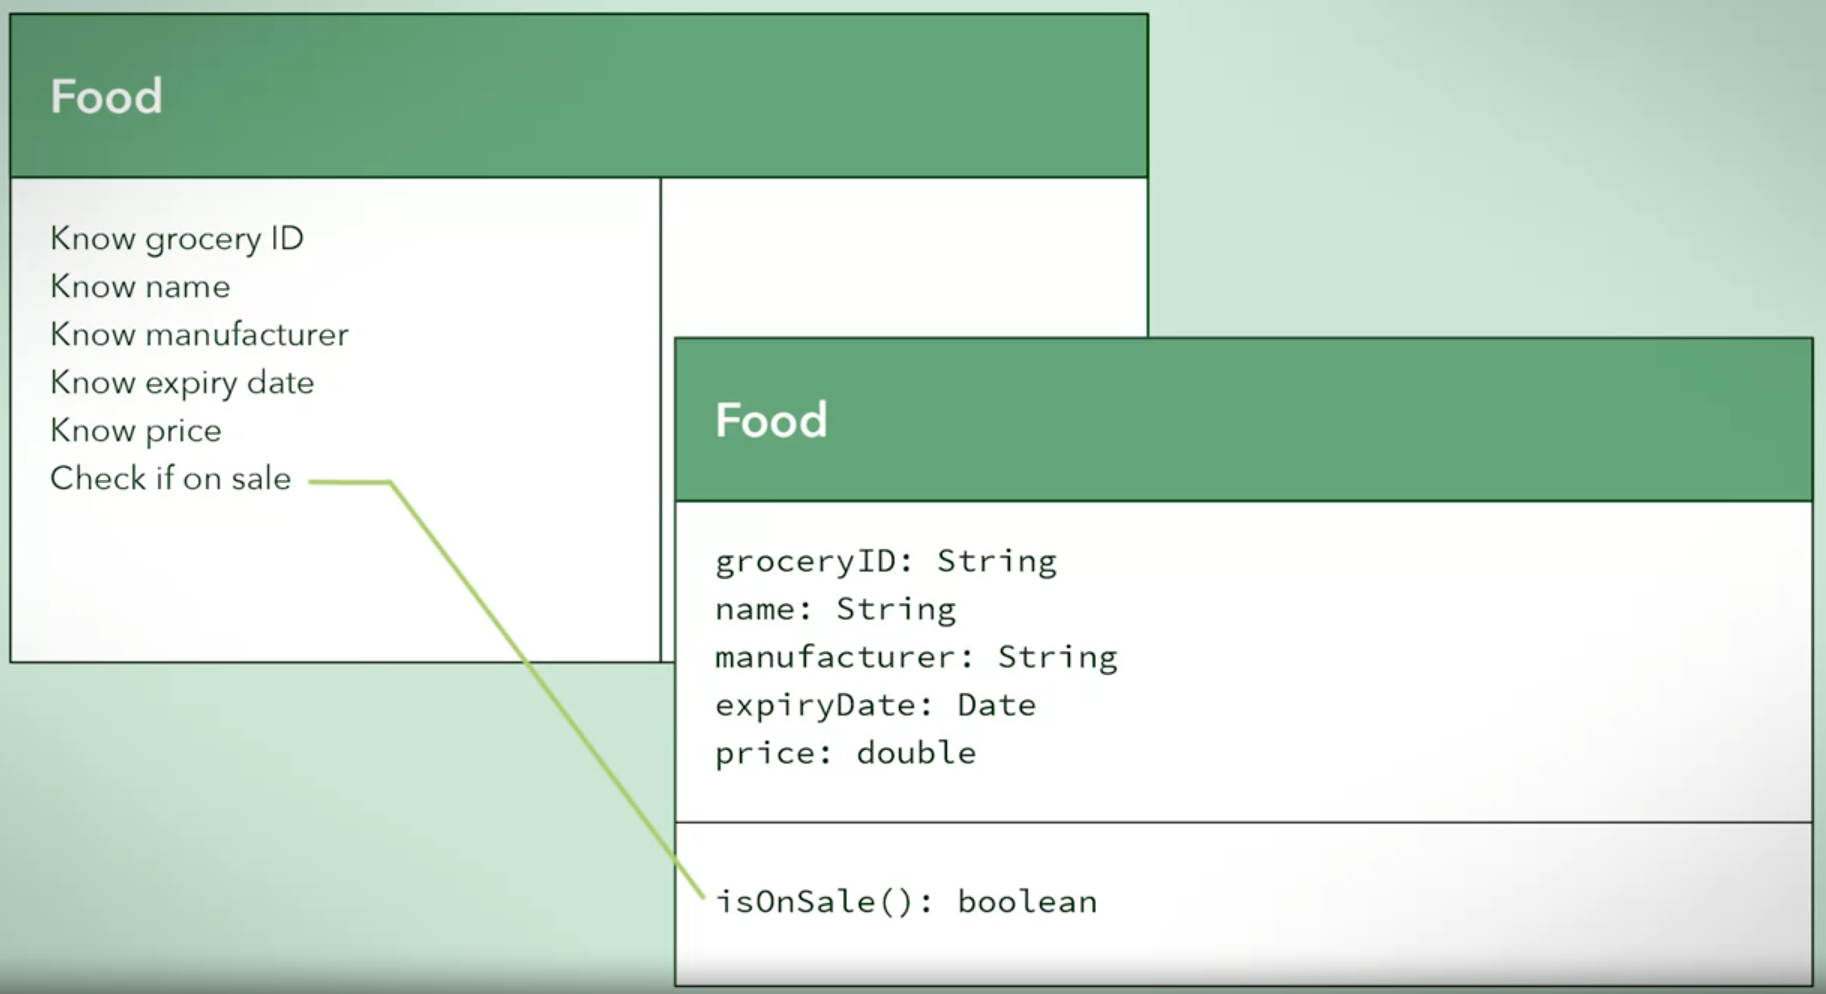 Food
Know grocery ID
Know name
Know manufacturer
Know expiry date
Know price
Check if on sale
Food
groceryID: String
name: String
manufacturer: String
expiryDate: Date
price: double
isOnSale(): boolean